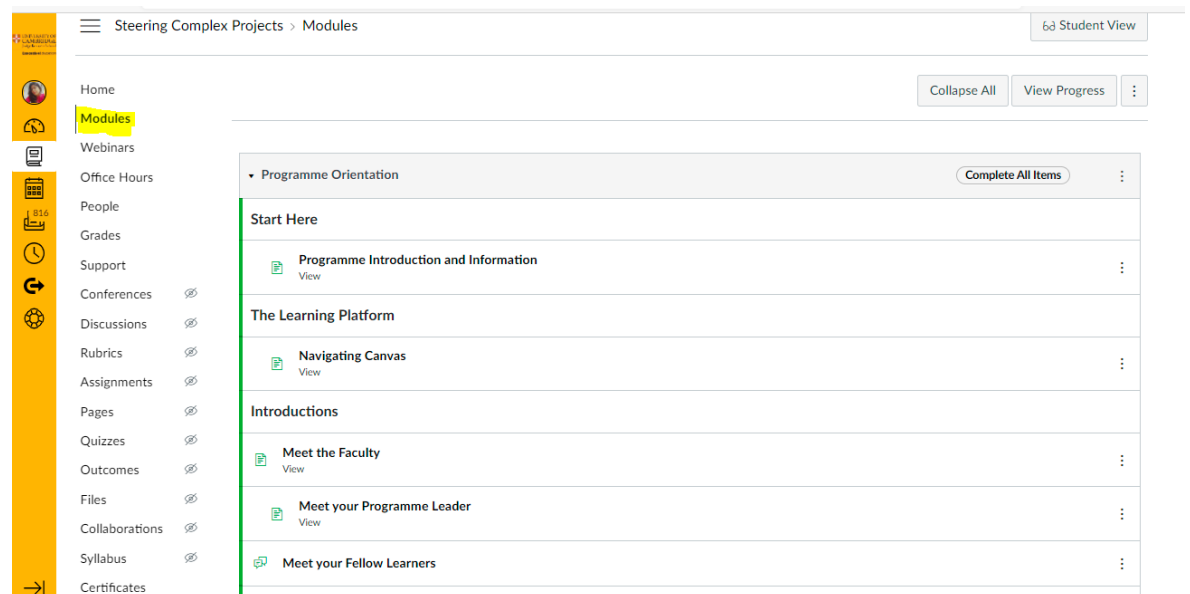 Steering Complex Projects > Modules
Student View
Collapse All
View Progress
Home
Modules
Webinars
Office Hours
People
Grades
Support
Conferences
Discussions
Rubrics
Assignments
Pages
Quizzes
Outcomes
Files
Collaborations
Syllabus
Certificates
816
Programme Orientation
Complete All Items
Start Here
Programme Introduction and Information
View
The Learning Platform
Navigating Canvas
View
Introductions
Meet the Faculty
View
Meet your Programme Leader
View
Meet your Fellow Learners